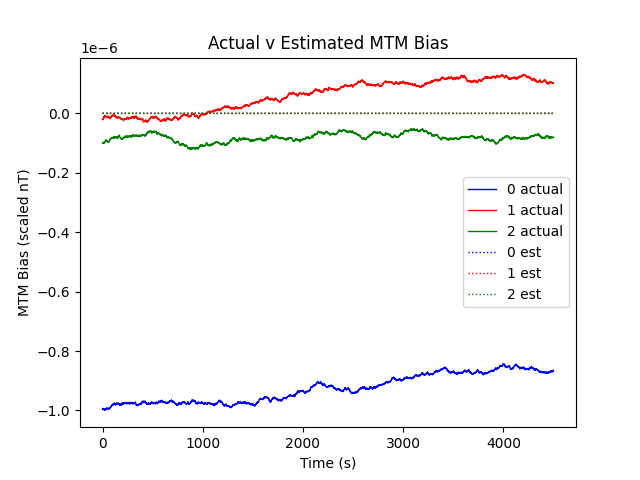 Actual v Estimated MTM Bias
1e−6
0.0
−0.2
−0.4
−0.6
−0.8
−1.0
MTM Bias (scaled nT)
0 actual
1 actual
2 actual
0 est
1 est
2 est
0
1000
2000
3000
4000
Time (s)